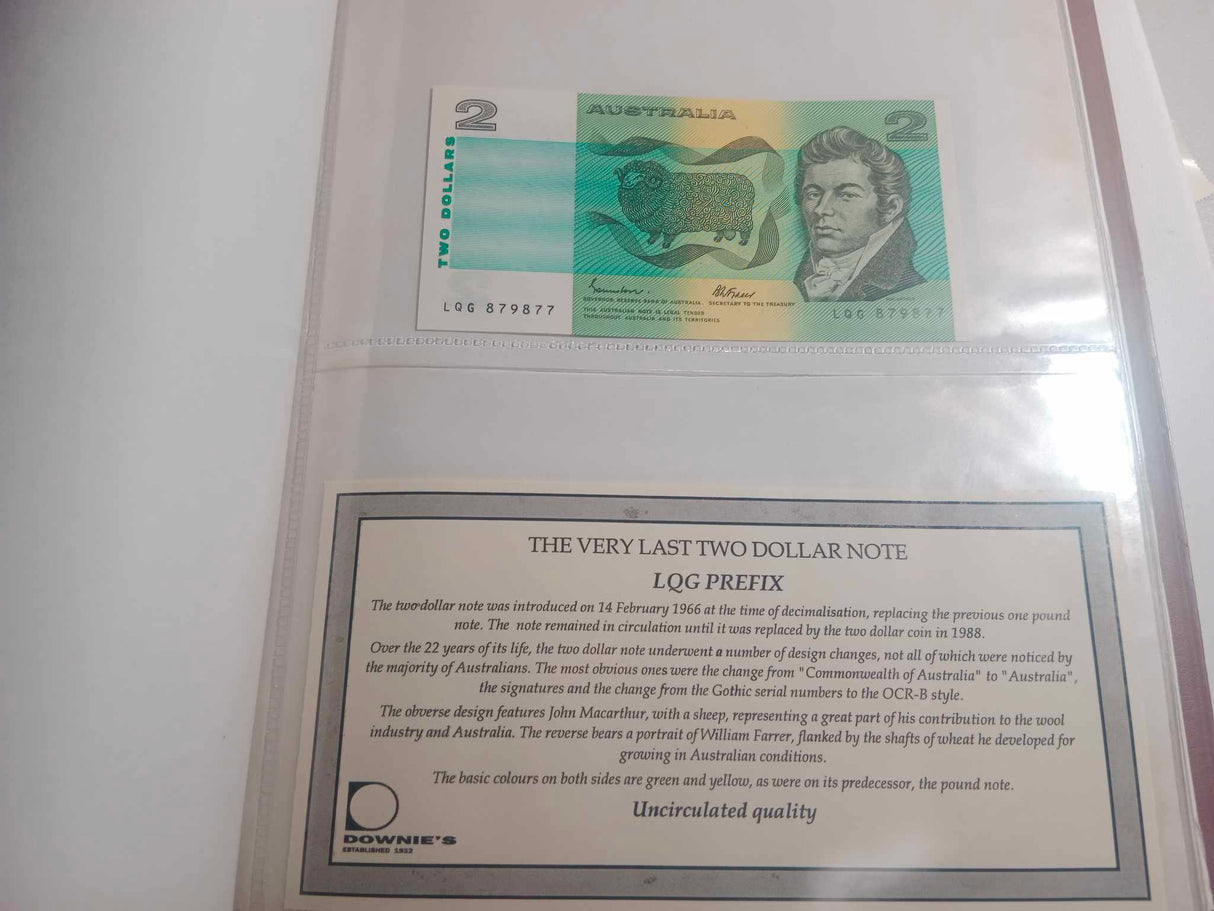 2
AUSTRALIA
2
TWO DOLLARS
GOVERNOR, RESERVE BANK OF AUSTRALIA. SECRETARY TO THE TREASURY
THIS AUSTRALIAN NOTE IS LEGAL TENDER
THROUGHOUT AUSTRALIA AND ITS TERRITORIES
LQG 879877
LQG 879877
THE VERY LAST TWO DOLLAR NOTE
LQG PREFIX
The two dollar note was introduced on 14 February 1966 at the time of decimalisation, replacing the previous one pound
note. The note remained in circulation until it was replaced by the two dollar coin in 1988.
Over the 22 years of its life, the two dollar note underwent a number of design changes, not all of which were noticed by
the majority of Australians. The most obvious ones were the change from "Commonwealth of Australia" to "Australia",
the signatures and the change from the Gothic serial numbers to the OCR-B style.
The obverse design features John Macarthur, with a sheep, representing a great part of his contribution to the wool
industry and Australia. The reverse bears a portrait of William Farrer, flanked by the shafts of wheat he developed for
growing in Australian conditions.
The basic colours on both sides are green and yellow, as were on its predecessor, the pound note.
Uncirculated quality
DOWNIE'S
ESTABLISHED 1932